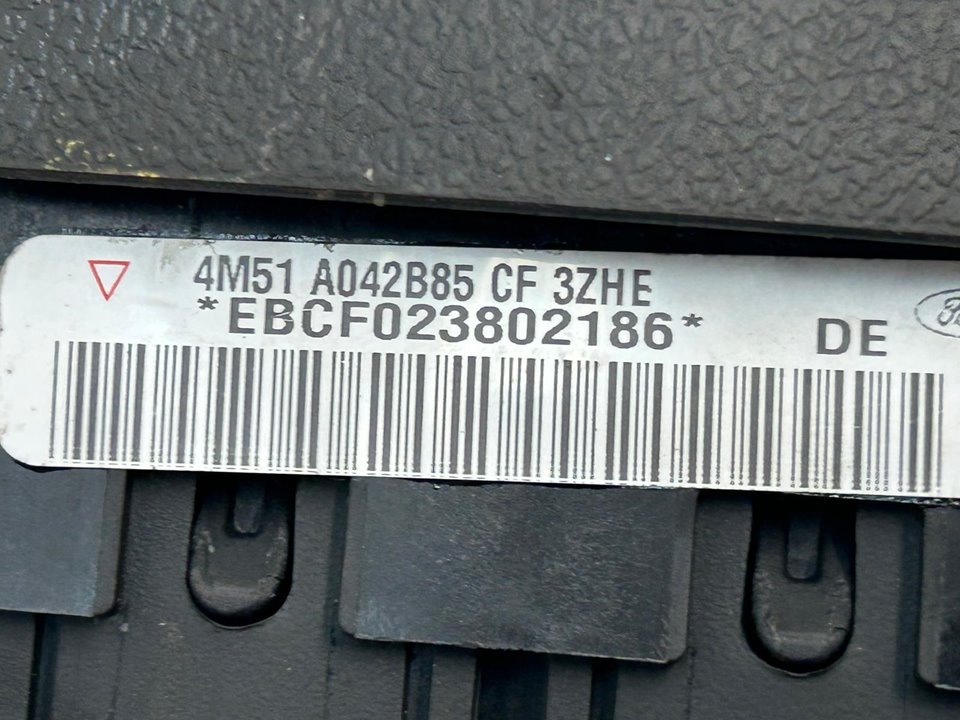 4M51 A042B85 CF 3ZHE
*EBCF023802186*
DE